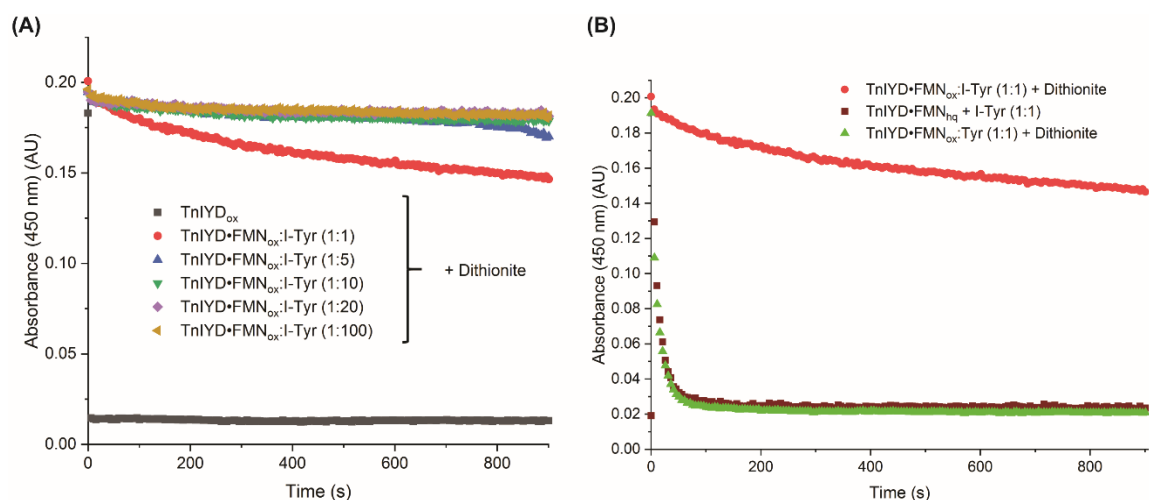 (A)
Absorbance (450 nm) (AU)
0.20
0.15
0.10
0.05
0.00
TnIYDox
TnIYD•FMNox:I-Tyr (1:1)
TnIYD•FMNox:I-Tyr (1:5)
TnIYD•FMNox:I-Tyr (1:10)
TnIYD•FMNox:I-Tyr (1:20)
TnIYD•FMNox:I-Tyr (1:100)
+ Dithionite
0
200
400
600
800
Time (s)
(B)
Absorbance (450 nm) (AU)
0.20
0.18
0.16
0.14
0.12
0.10
0.08
0.06
0.04
0.02
0.00
TnIYD•FMNox:I-Tyr (1:1) + Dithionite
TnIYD•FMNhq + I-Tyr (1:1)
TnIYD•FMNox:Tyr (1:1) + Dithionite
0
200
400
600
800
Time (s)